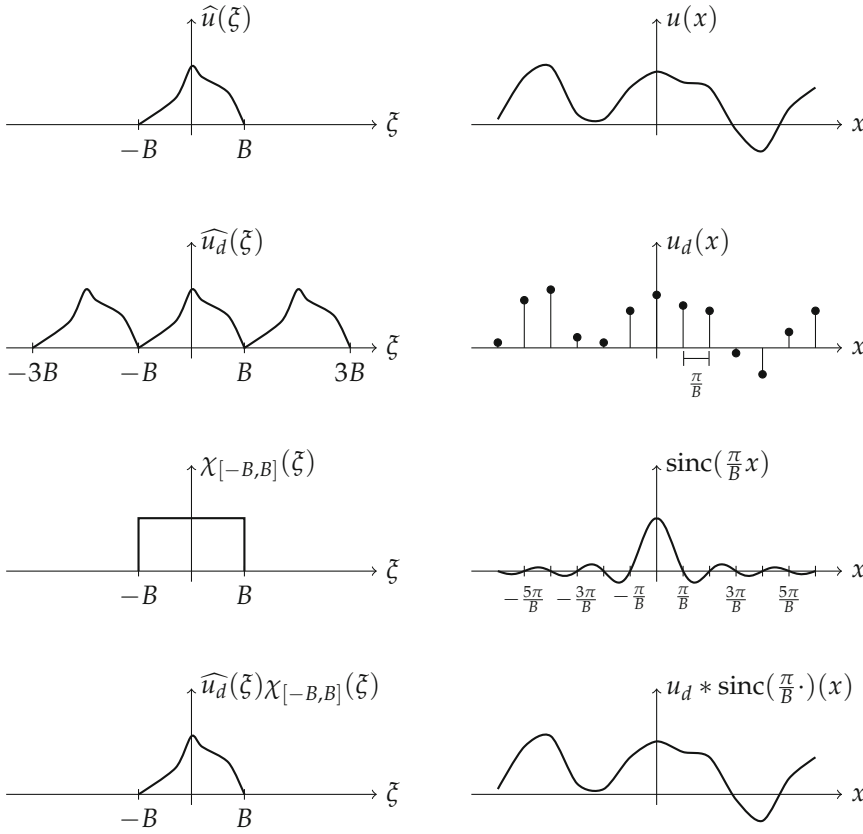 û(ξ) u(x)
ξ x
−B B
û_d(ξ) u_d(x)
ξ x
−3B −B B 3B
π/B
χ_{[−B,B]}(ξ) sinc(π/B x)
ξ x
−B B
−5π/B −3π/B −π/B π/B 3π/B 5π/B
û_d(ξ)χ_{[−B,B]}(ξ) u_d ∗ sinc(π/B ·)(x)
ξ x
−B B